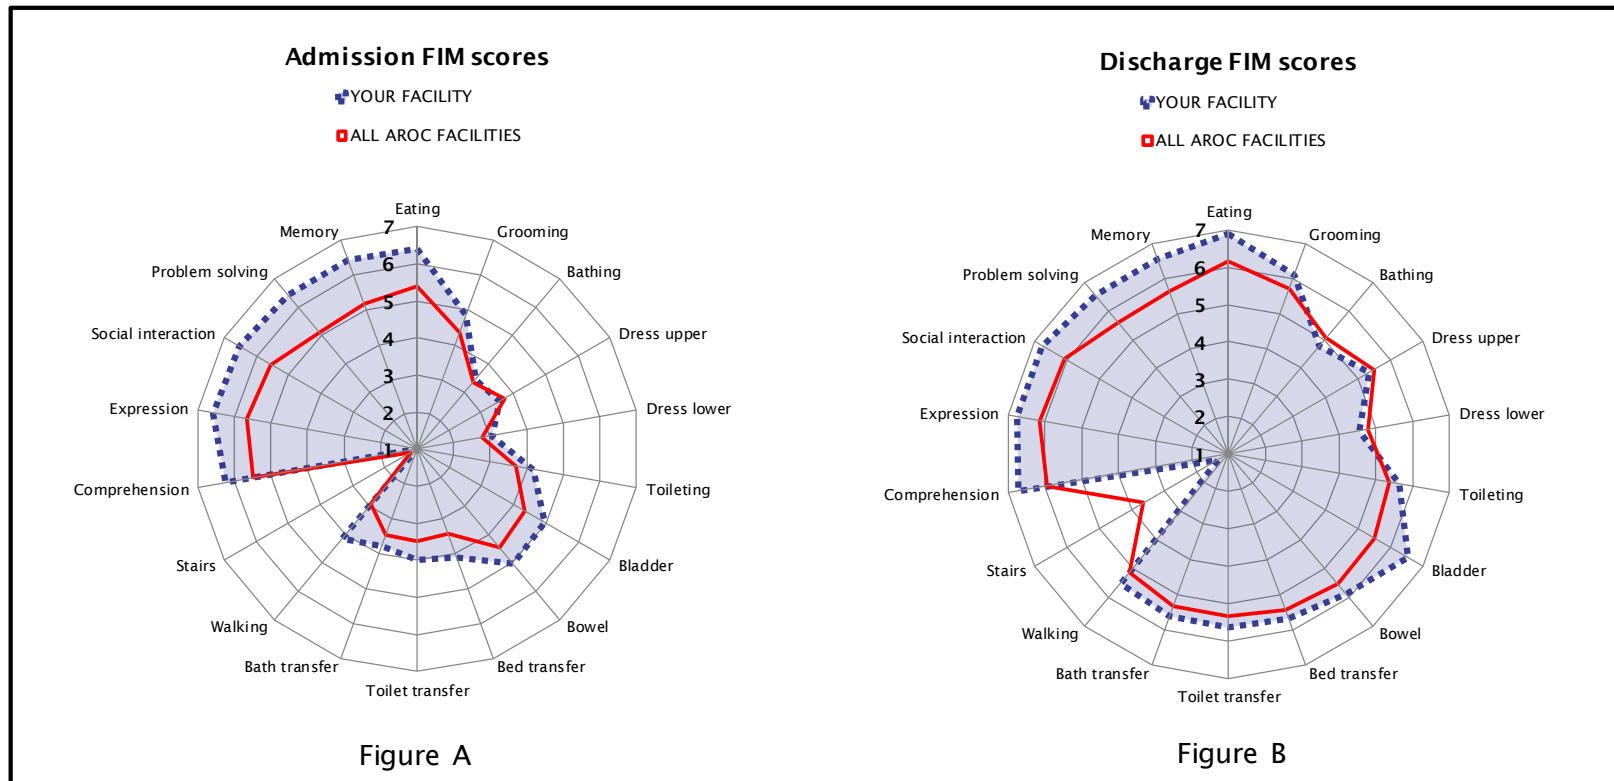 Admission FIM scores
YOUR FACILITY
ALL AROC FACILITIES
Eating
Grooming
Bathing
Dress upper
Dress lower
Toileting
Bladder
Bowel
Bed transfer
Toilet transfer
Bath transfer
Walking
Stairs
Comprehension
Expression
Social interaction
Problem solving
Memory
7
6
5
4
3
2
1
Figure A
Discharge FIM scores
YOUR FACILITY
ALL AROC FACILITIES
Eating
Grooming
Bathing
Dress upper
Dress lower
Toileting
Bladder
Bowel
Bed transfer
Toilet transfer
Bath transfer
Walking
Stairs
Comprehension
Expression
Social interaction
Problem solving
Memory
7
6
5
4
3
2
1
Figure B